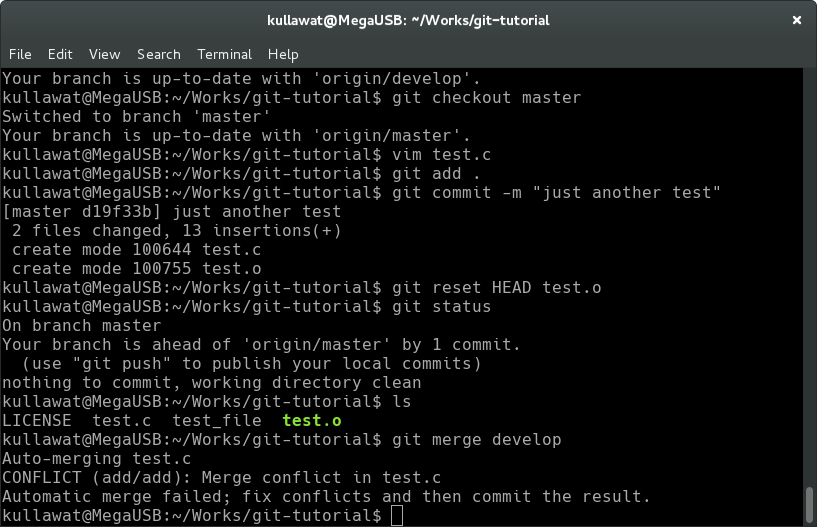 kullawat@MegaUSB: ~/Works/git-tutorial ×
File Edit View Search Terminal Help
Your branch is up-to-date with 'origin/develop'.
kullawat@MegaUSB:~/Works/git-tutorial$ git checkout master
Switched to branch 'master'
Your branch is up-to-date with 'origin/master'.
kullawat@MegaUSB:~/Works/git-tutorial$ vim test.c
kullawat@MegaUSB:~/Works/git-tutorial$ git add .
kullawat@MegaUSB:~/Works/git-tutorial$ git commit -m "just another test"
[master d19f33b] just another test
 2 files changed, 13 insertions(+)
 create mode 100644 test.c
 create mode 100755 test.o
kullawat@MegaUSB:~/Works/git-tutorial$ git reset HEAD test.o
kullawat@MegaUSB:~/Works/git-tutorial$ git status
On branch master
Your branch is ahead of 'origin/master' by 1 commit.
  (use "git push" to publish your local commits)
nothing to commit, working directory clean
kullawat@MegaUSB:~/Works/git-tutorial$ ls
LICENSE  test.c  test_file  test.o
kullawat@MegaUSB:~/Works/git-tutorial$ git merge develop
Auto-merging test.c
CONFLICT (add/add): Merge conflict in test.c
Automatic merge failed; fix conflicts and then commit the result.
kullawat@MegaUSB:~/Works/git-tutorial$